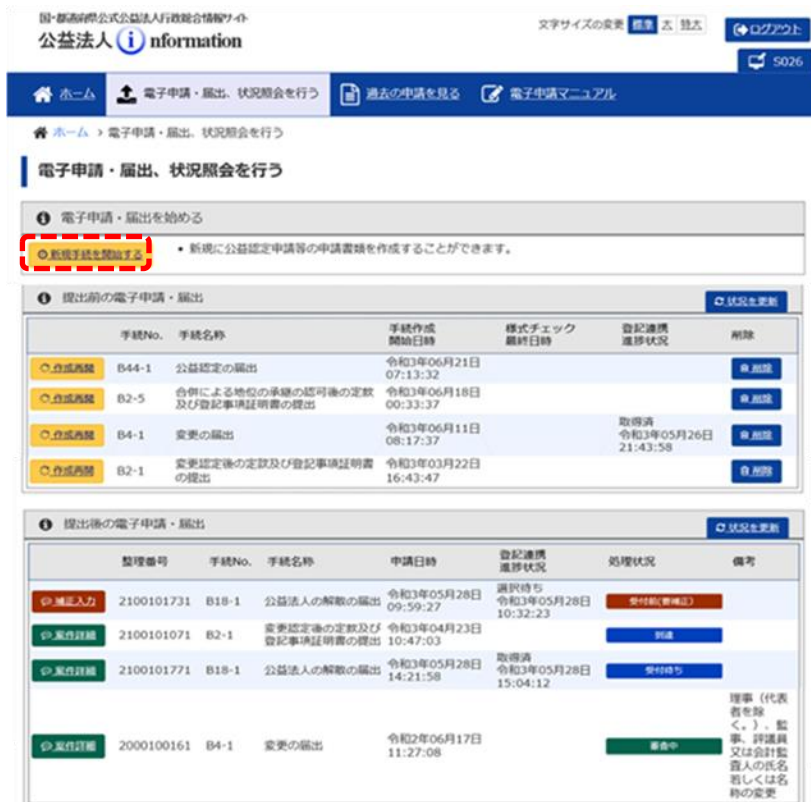 国・都道府県公式公益法人行政総合情報サイト
公益法人 i nformation
文字サイズの変更 標準 大 特大
ログアウト
S026
ホーム 電子申請・届出、状況照会を行う 過去の申請を見る 電子申請マニュアル
ホーム > 電子申請・届出、状況照会を行う
電子申請・届出、状況照会を行う
電子申請・届出を始める
新規手続を開始する ・新規に公益認定申請等の申請書類を作成することができます。
提出前の電子申請・届出 状況を更新
手続No. 手続名称 手続作成 様式チェック 登記連携 削除
開始日時 最終日時 進捗状況
作成再開 B44-1 公益認定の届出 令和3年06月21日 削除
07:13:32
作成再開 B2-5 合併による地位の承継の認可後の定款 令和3年06月18日 削除
及び登記事項証明書の提出 00:33:37
作成再開 B4-1 変更の届出 令和3年06月11日 取得済 削除
08:17:37 令和3年05月26日
21:43:58
作成再開 B2-1 変更認定後の定款及び登記事項証明書 令和3年03月22日 削除
の提出 16:43:47
提出後の電子申請・届出 状況を更新
整理番号 手続No. 手続名称 申請日時 登記連携 処理状況 備考
進捗状況
補正入力 2100101731 B18-1 公益法人の解散の届出 令和3年05月28日 選択待ち 受付前(要補正)
09:59:27 令和3年05月28日
10:32:23
案件詳細 2100101071 B2-1 変更認定後の定款及び 令和3年04月23日 到達
登記事項証明書の提出 10:47:03
案件詳細 2100101771 B18-1 公益法人の解散の届出 令和3年05月28日 取得済 受付待ち
14:21:58 令和3年05月28日
15:04:12
案件詳細 2000100161 B4-1 変更の届出 令和2年06月17日 審査中
11:27:08
理事（代表
者を除
く。）、監
事、評議員
又は会計監
査人の氏名
若しくは名
称の変更